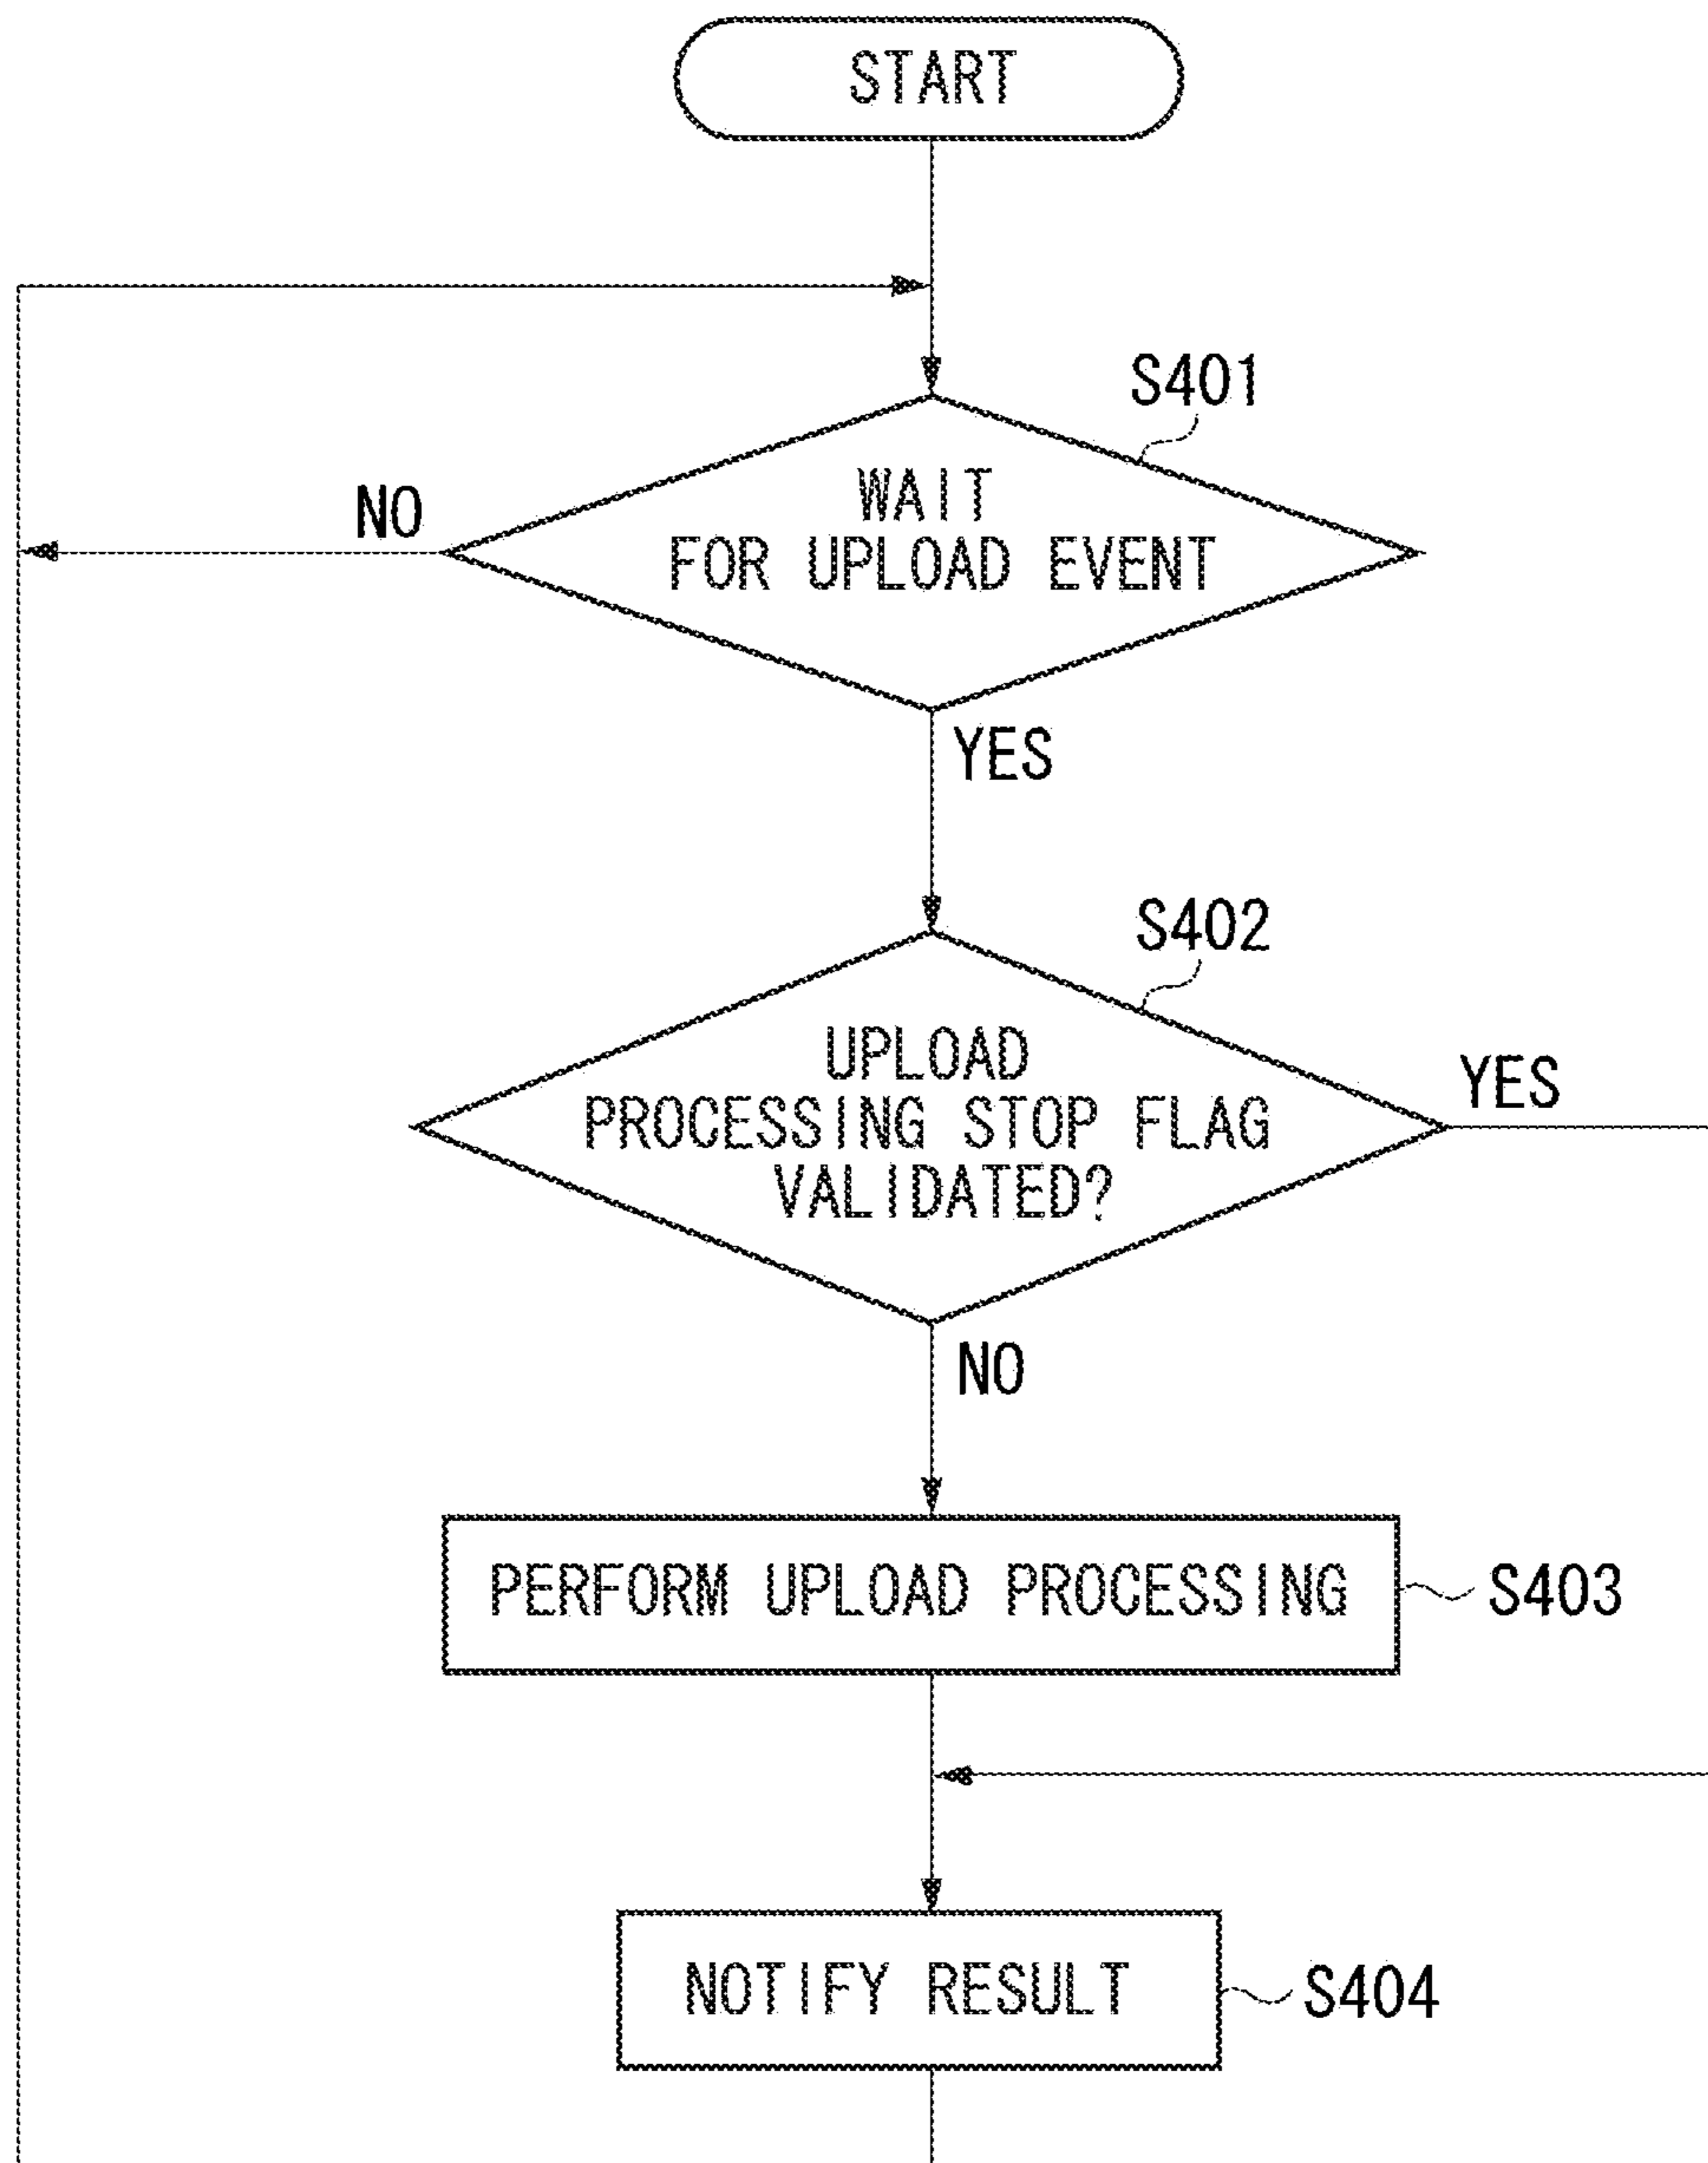 START
S401
WAIT
FOR UPLOAD EVENT
NO
YES
S402
UPLOAD
PROCESSING STOP FLAG
VALIDATED?
YES
NO
PERFORM UPLOAD PROCESSING
S403
NOTIFY RESULT
S404